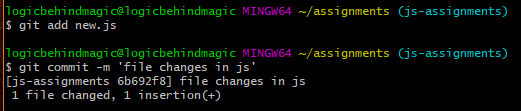 logicbehindmagic@logicbehindmagic MINGW64 ~/assignments (js-assignments)
$ git add new.js
logicbehindmagic@logicbehindmagic MINGW64 ~/assignments (js-assignments)
$ git commit -m 'file changes in js'
[js-assignments 6b692f8] file changes in js
 1 file changed, 1 insertion(+)